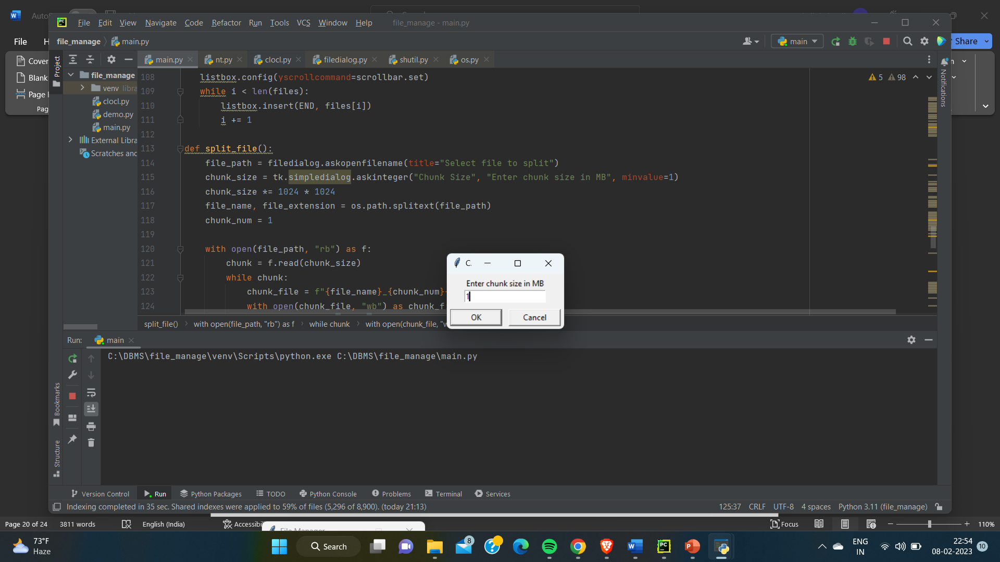 File
Cover
Blank
Page
Pag
Share
File Edit View Navigate Code Refactor Run Tools VCS Window Help file_manage - main.py
file_manage main.py
main
Project
main.py nt.py clocl.py filedialog.py shutil.py os.py
file_manage
venv libra
clocl.py
demo.py
main.py
External Libra
Scratches and
5 98
Notifications
108 listbox.config(yscrollcommand=scrollbar.set)
109 while i < len(files):
110 listbox.insert(END, files[i])
111 i += 1
112
113 def split_file():
114 file_path = filedialog.askopenfilename(title="Select file to split")
115 chunk_size = tk.simpledialog.askinteger("Chunk Size", "Enter chunk size in MB", minvalue=1)
116 chunk_size *= 1024 * 1024
117 file_name, file_extension = os.path.splitext(file_path)
118 chunk_num = 1
119
120 with open(file_path, "rb") as f:
121 chunk = f.read(chunk_size)
122 while chunk:
123 chunk_file = f"{file_name}_{chunk_num}
124 with open(chunk_file, "wb") as chunk_f
C.
Enter chunk size in MB
1
OK Cancel
split_file() with open(file_path, "rb") as f while chunk with open(chunk_file, "w
Run: main
C:\DBMS\file_manage\venv\Scripts\python.exe C:\DBMS\file_manage\main.py
Bookmarks
Structure
Version Control Run Python Packages TODO Python Console Problems Terminal Services
Indexing completed in 35 sec. Shared indexes were applied to 59% of files (5,296 of 8,900). (today 21:13) 125:37 CRLF UTF-8 4 spaces Python 3.11 (file_manage)
Page 20 of 24 3811 words English (India) Accessibil Focus 110%
File Manager
73°F
Haze
Search
8
ENG
IN
22:54
08-02-2023
10